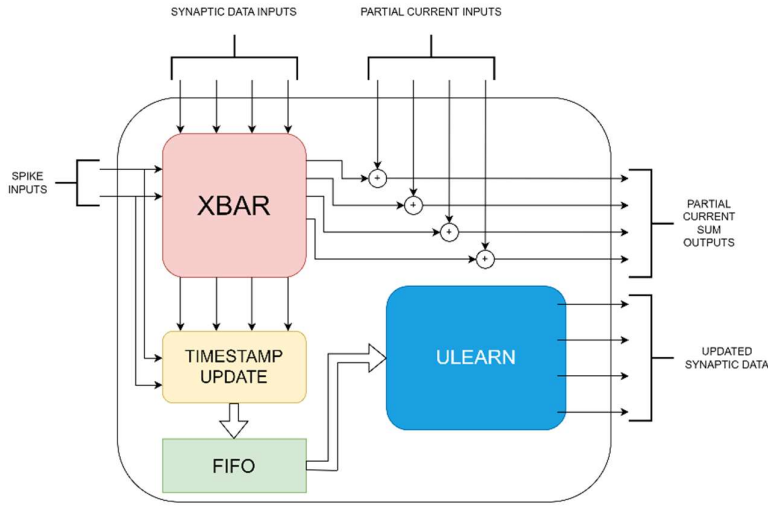 SYNAPTIC DATA INPUTS
PARTIAL CURRENT INPUTS
SPIKE
INPUTS
XBAR
+
+
+
+
PARTIAL
CURRENT
SUM
OUTPUTS
TIMESTAMP
UPDATE
ULEARN
UPDATED
SYNAPTIC DATA
FIFO